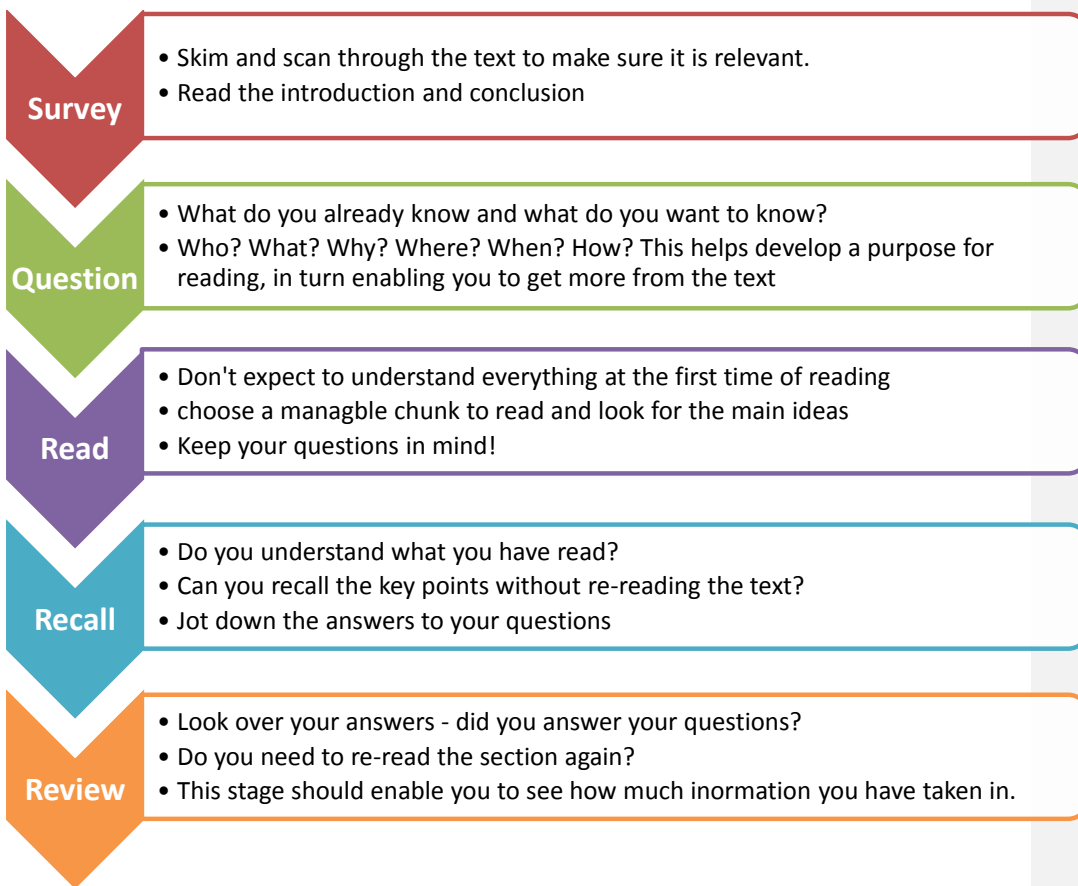 Survey
• Skim and scan through the text to make sure it is relevant.
• Read the introduction and conclusion
Question
• What do you already know and what do you want to know?
• Who? What? Why? Where? When? How? This helps develop a purpose for
reading, in turn enabling you to get more from the text
Read
• Don't expect to understand everything at the first time of reading
• choose a managble chunk to read and look for the main ideas
• Keep your questions in mind!
Recall
• Do you understand what you have read?
• Can you recall the key points without re-reading the text?
• Jot down the answers to your questions
Review
• Look over your answers - did you answer your questions?
• Do you need to re-read the section again?
• This stage should enable you to see how much inormation you have taken in.